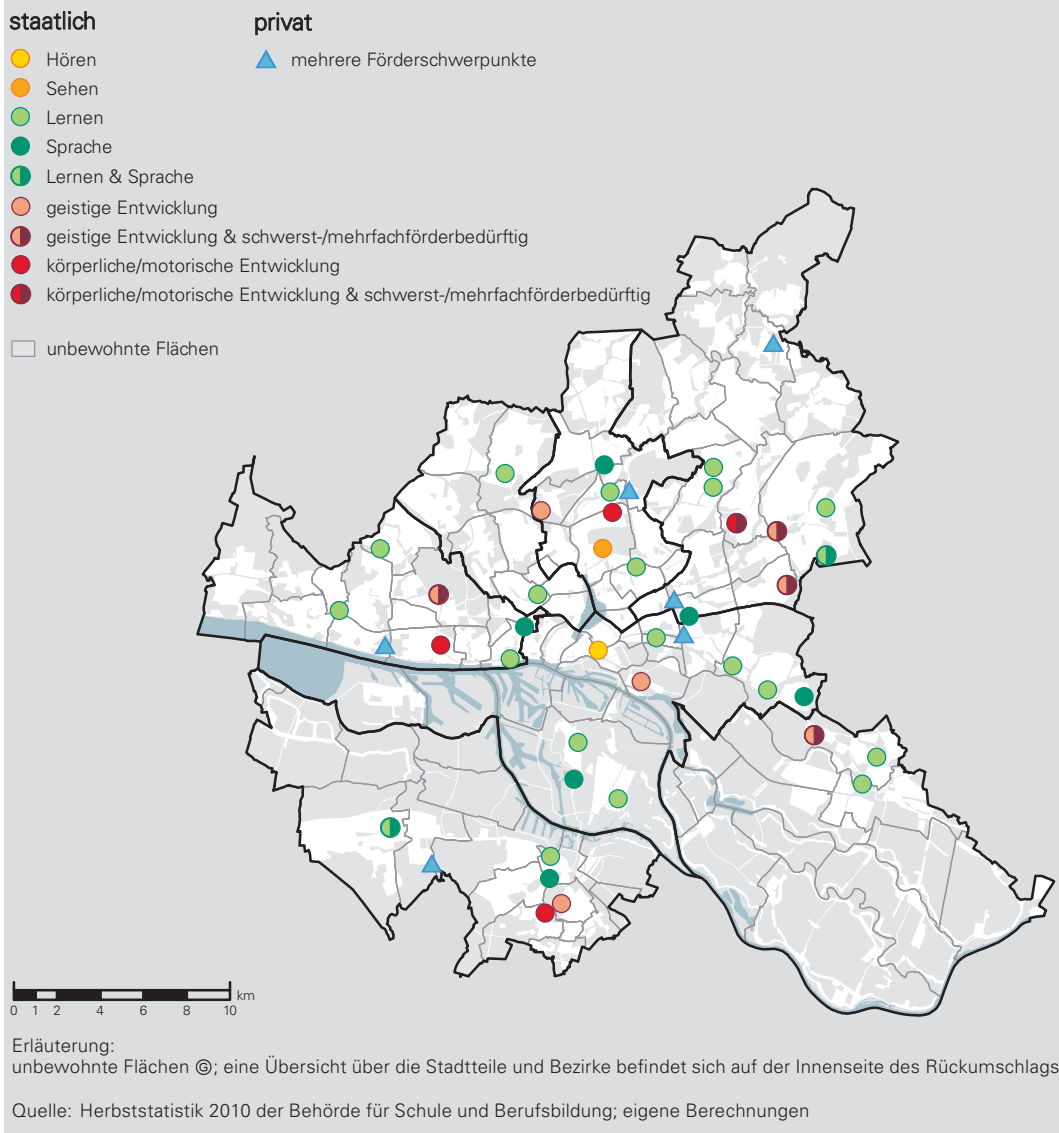 staatlich
privat
Hören
mehrere Förderschwerpunkte
Sehen
Lernen
Sprache
Lernen & Sprache
geistige Entwicklung
geistige Entwicklung & schwerst-/mehrfachförderbedürftig
körperliche/motorische Entwicklung
körperliche/motorische Entwicklung & schwerst-/mehrfachförderbedürftig
unbewohnte Flächen
km
0 1 2 4 6 8 10
Erläuterung:
unbewohnte Flächen ©; eine Übersicht über die Stadtteile und Bezirke befindet sich auf der Innenseite des Rückumschlags
Quelle: Herbststatistik 2010 der Behörde für Schule und Berufsbildung; eigene Berechnungen